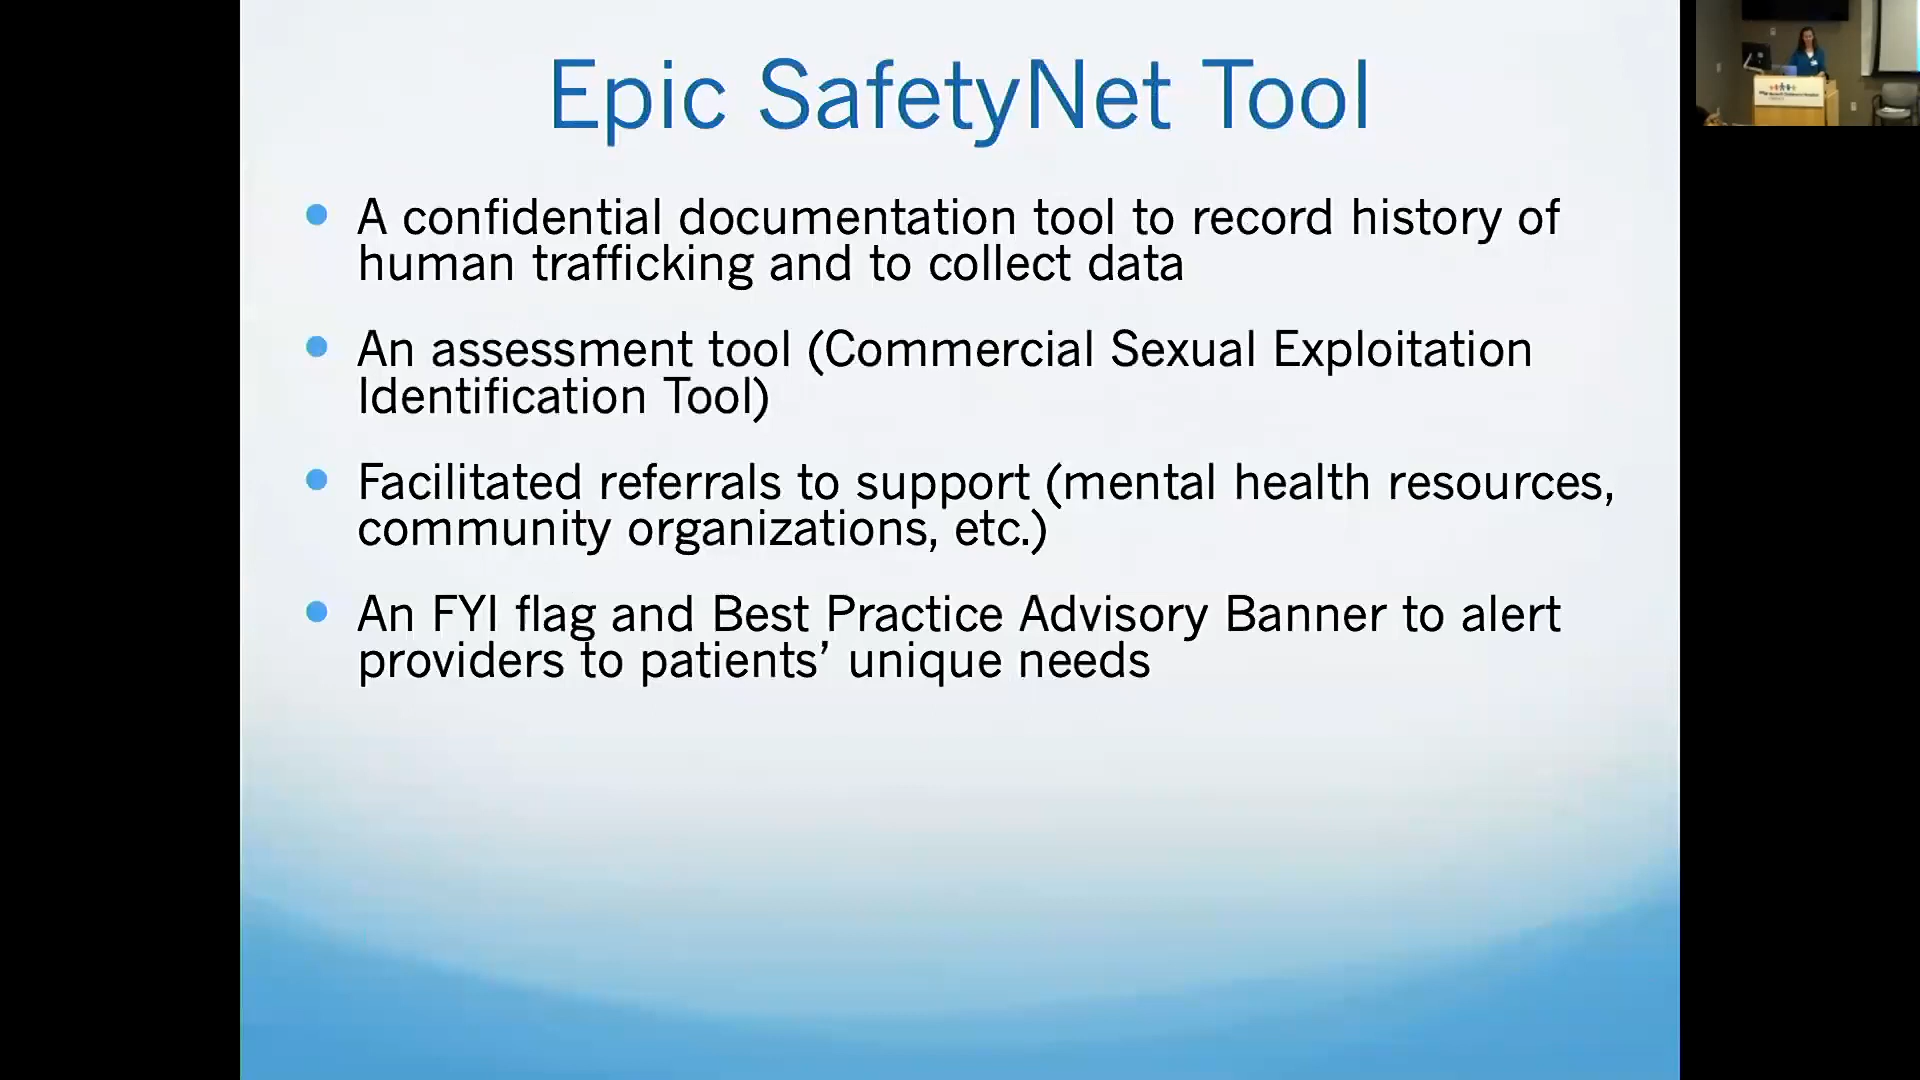 Epic SafetyNet Tool
A confidential documentation tool to record history of
human trafficking and to collect data
An assessment tool (Commercial Sexual Exploitation
Identification Tool)
Facilitated referrals to support (mental health resources,
community organizations, etc.)
An FYI flag and Best Practice Advisory Banner to alert
providers to patients’ unique needs